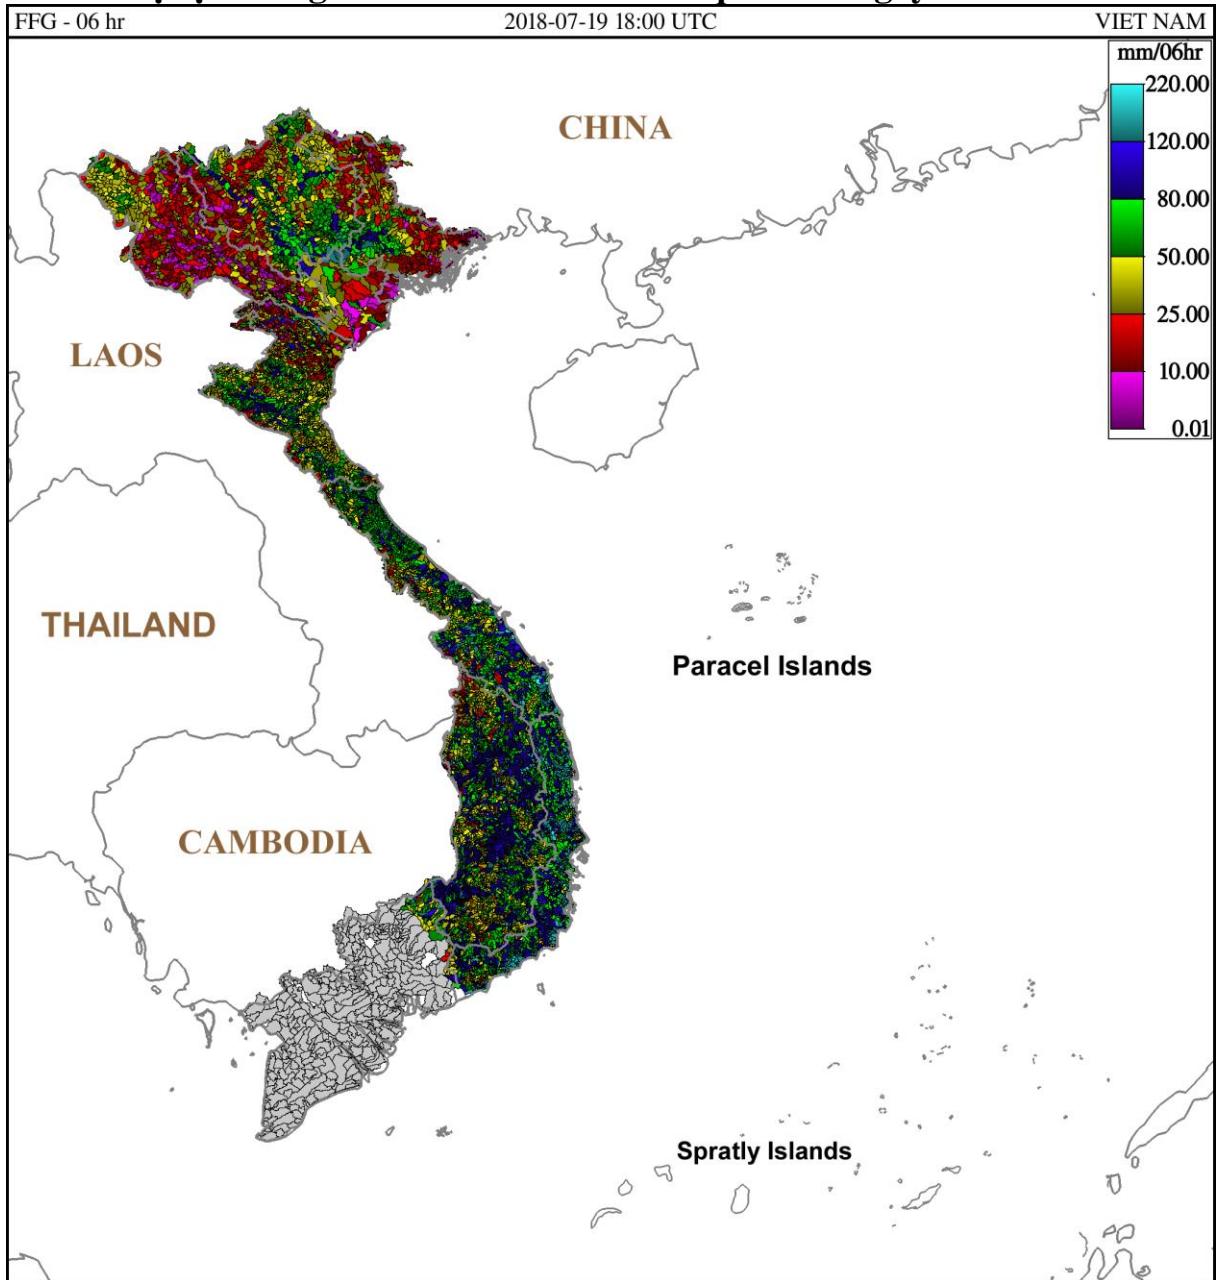 FFG - 06 hr 2018-07-19 18:00 UTC VIET NAM
mm/06hr
220.00
120.00
80.00
50.00
25.00
10.00
0.01
CHINA
LAOS
THAILAND
Paracel Islands
CAMBODIA
Spratly Islands